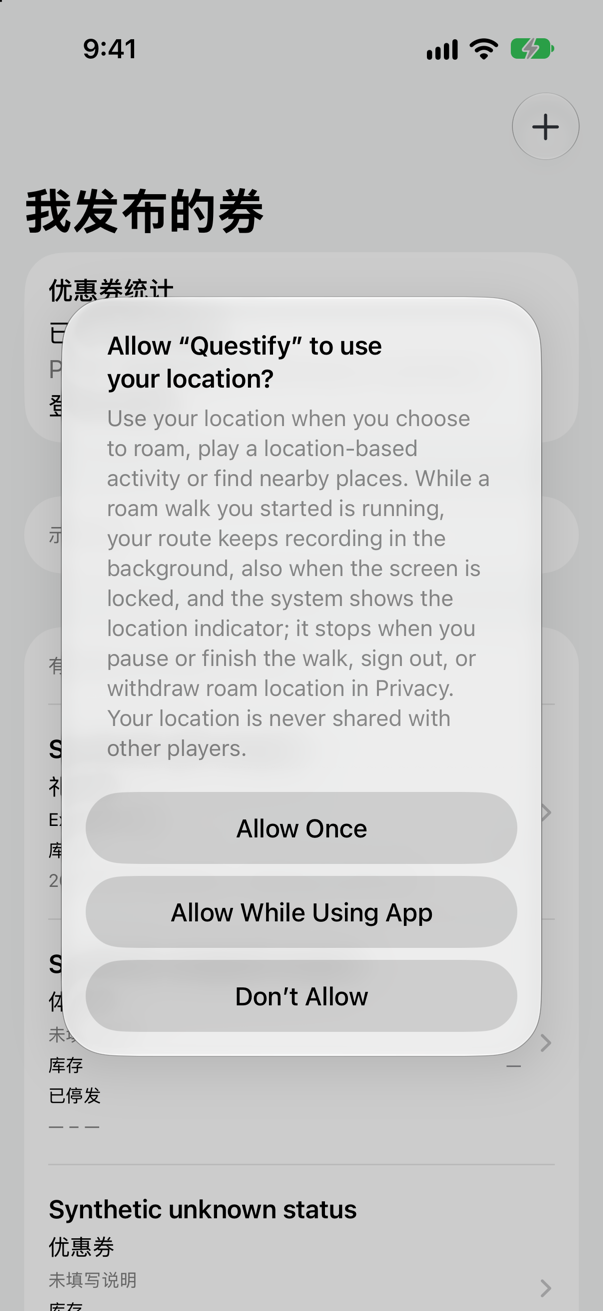 9:41
我发布的券
优惠券统计
Allow “Questify” to use
your location?
Use your location when you choose
to roam, play a location-based
activity or find nearby places. While a
roam walk you started is running,
your route keeps recording in the
background, also when the screen is
locked, and the system shows the
location indicator; it stops when you
pause or finish the walk, sign out, or
withdraw roam location in Privacy.
Your location is never shared with
other players.
Allow Once
Allow While Using App
Don’t Allow
库存 —
已停发
— – —
Synthetic unknown status
优惠券
未填写说明
库存